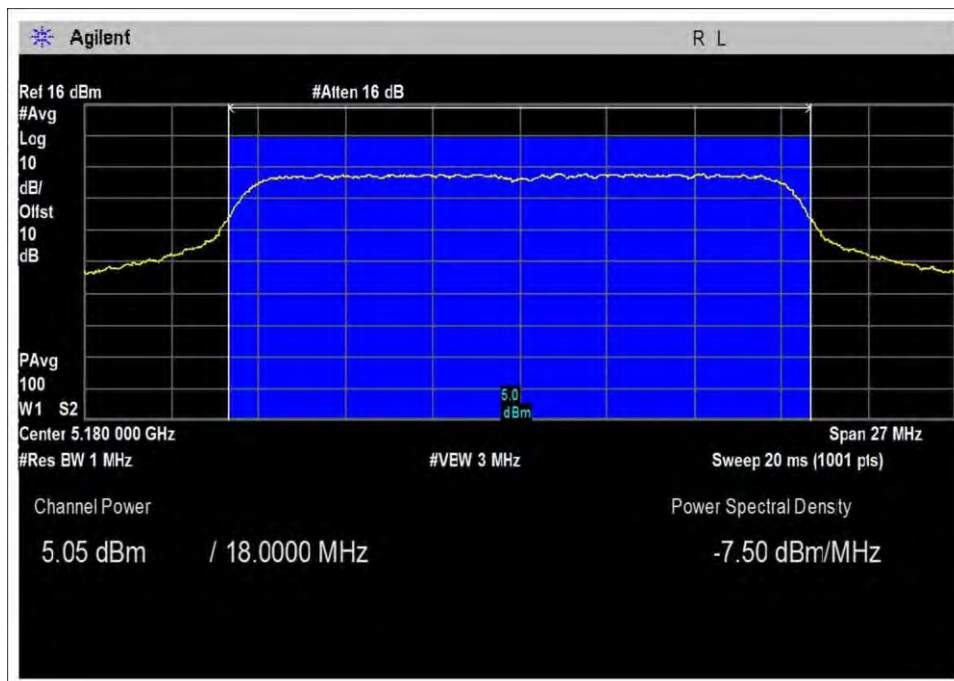 Agilent R L
Ref 16 dBm #Atten 16 dB
#Avg
Log
10
dB/
Offst
10
dB
PAvg
100
W1 S2
5.0
dBm
Center 5.180 000 GHz Span 27 MHz
#Res BW 1 MHz #VBW 3 MHz Sweep 20 ms (1001 pts)
Channel Power Power Spectral Density
5.05 dBm / 18.0000 MHz -7.50 dBm/MHz